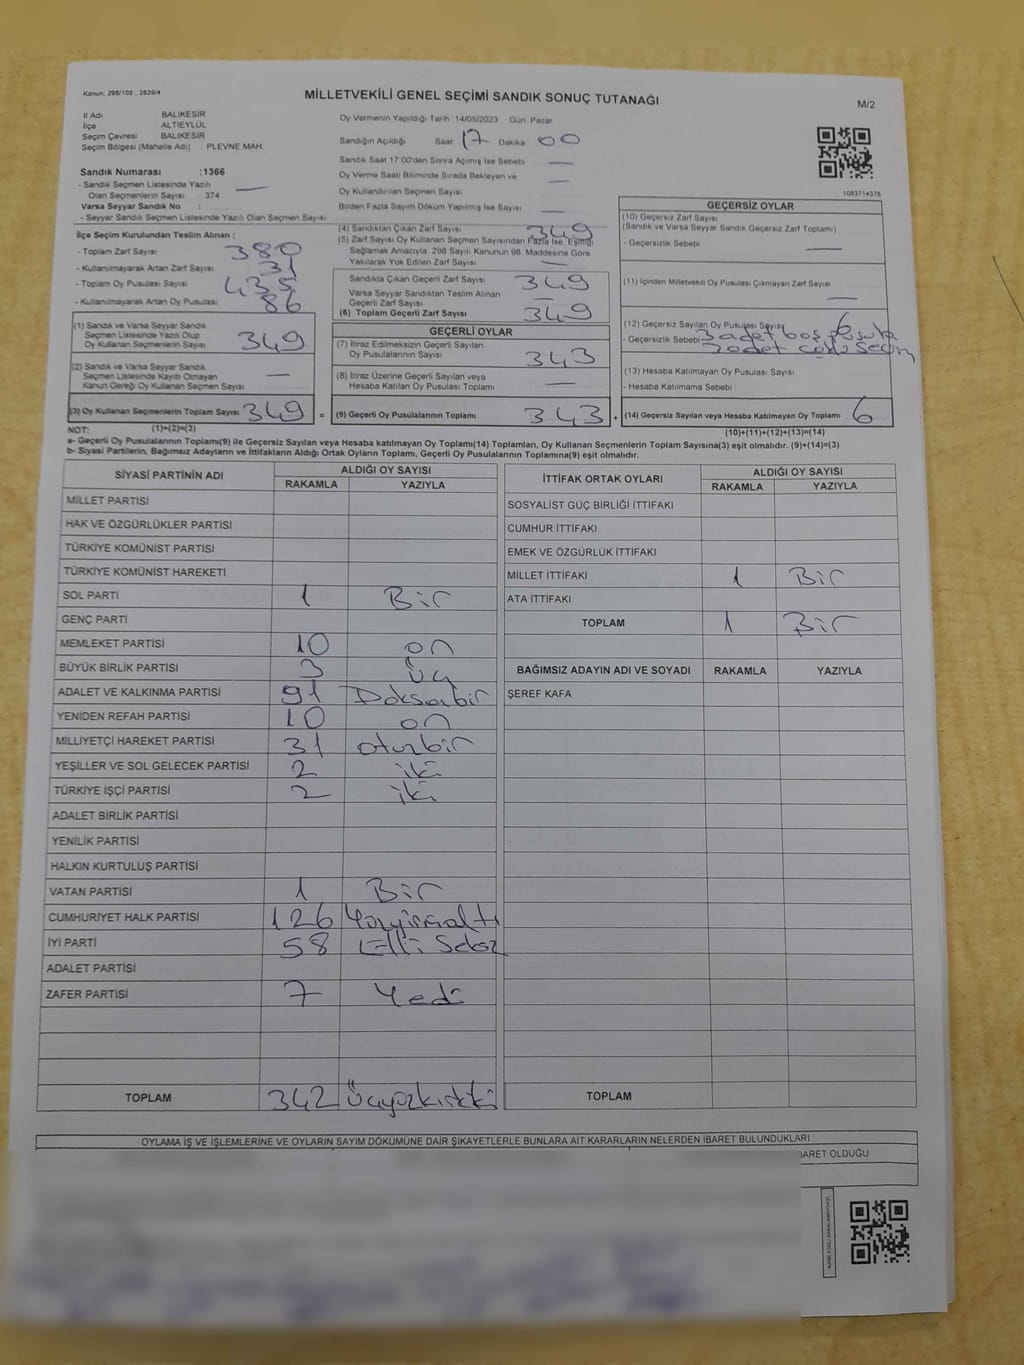 Kanun: 298/103 , 2839/4
MİLLETVEKİLİ GENEL SEÇİMİ SANDIK SONUÇ TUTANAĞI
M/2
İl Adı : BALIKESİR
İlçe : ALTIEYLÜL
Seçim Çevresi : BALIKESİR
Seçim Bölgesi (Mahalle Adı) : PLEVNE MAH.
Sandık Numarası :1366
- Sandık Seçmen Listesinde Yazılı
Olan Seçmenlerin Sayısı : 374
Varsa Seyyar Sandık No :
- Seyyar Sandık Seçmen Listesinde Yazılı Olan Seçmen Sayısı :
Oy Vermenin Yapıldığı Tarih 14/05/2023 Gün Pazar
Sandığın Açıldığı Saat 17 Dakika 00
Sandık Saat 17:00'den Sonra Açılmış İse Sebebi —
Oy Verme Saati Bitiminde Sırada Bekleyen ve
Oy Kullandırılan Seçmen Sayısı —
Birden Fazla Sayım Döküm Yapılmış İse Sayısı —
1083714376
İlçe Seçim Kurulundan Teslim Alınan ;
- Toplam Zarf Sayısı 380
- Kullanılmayarak Artan Zarf Sayısı 31
- Toplam Oy Pusulası Sayısı 435
- Kullanılmayarak Artan Oy Pusulası 86
(1) Sandık ve Varsa Seyyar Sandık
Seçmen Listesinde Yazılı Olup
Oy Kullanan Seçmenlerin Sayısı 349
(2) Sandık ve Varsa Seyyar Sandık
Seçmen Listesinde Kayıtlı Olmayan
Kanun Gereği Oy Kullanan Seçmen Sayısı —
(3) Oy Kullanan Seçmenlerin Toplam Sayısı 349 =
(1)+(2)=(3)
(4) Sandıktan Çıkan Zarf Sayısı 349
(5) Zarf Sayısı Oy Kullanan Seçmen Sayısından Fazla İse, Eşitliği
Sağlamak Amacıyla, 298 Sayılı Kanunun 98. Maddesine Göre
Yakılarak Yok Edilen Zarf Sayısı —
Sandıkta Çıkan Geçerli Zarf Sayısı 349
Varsa Seyyar Sandıktan Teslim Alınan
Geçerli Zarf Sayısı —
(6) Toplam Geçerli Zarf Sayısı 349
GEÇERLİ OYLAR
(7) İtiraz Edilmeksizin Geçerli Sayılan
Oy Pusulalarının Sayısı 343
(8) İtiraz Üzerine Geçerli Sayılan veya
Hesaba Katılan Oy Pusulası Toplamı —
(9) Geçerli Oy Pusulalarının Toplamı 343 +
GEÇERSİZ OYLAR
(10) Geçersiz Zarf Sayısı
(Sandık ve Varsa Seyyar Sandık Geçersiz Zarf Toplamı)
- Geçersizlik Sebebi : —
(11) İçinden Milletvekili Oy Pusulası Çıkmayan Zarf Sayısı —
(12) Geçersiz Sayılan Oy Pusulası Sayısı 6
- Geçersizlik Sebebi 3 adet boş pusula
(13) Hesaba Katılmayan Oy Pusulası Sayısı
- Hesaba Katılmama Sebebi :
(14) Geçersiz Sayılan veya Hesaba Katılmayan Oy Toplamı 6
(10)+(11)+(12)+(13)=(14)
NOT:
a- Geçerli Oy Pusulalarının Toplamı(9) ile Geçersiz Sayılan veya Hesaba katılmayan Oy Toplamı(14) Toplamları, Oy Kullanan Seçmenlerin Toplam Sayısına(3) eşit olmalıdır. (9)+(14)=(3)
b- Siyasi Partilerin, Bağımsız Adayların ve İttifakların Aldığı Ortak Oyların Toplamı, Geçerli Oy Pusulalarının Toplamına(9) eşit olmalıdır.
SİYASİ PARTİNİN ADI ALDIĞI OY SAYISI
RAKAMLA YAZIYLA
MİLLET PARTİSİ
HAK VE ÖZGÜRLÜKLER PARTİSİ
TÜRKİYE KOMÜNİST PARTİSİ
TÜRKİYE KOMÜNİST HAREKETİ
SOL PARTİ 1 Bir
GENÇ PARTİ
MEMLEKET PARTİSİ 10 on
BÜYÜK BİRLİK PARTİSİ 3 Üç
ADALET VE KALKINMA PARTİSİ 91 Doksanbir
YENİDEN REFAH PARTİSİ 10 on
MİLLİYETÇİ HAREKET PARTİSİ 31 otuzbir
YEŞİLLER VE SOL GELECEK PARTİSİ 2 iki
TÜRKİYE İŞÇİ PARTİSİ 2 iki
ADALET BİRLİK PARTİSİ
YENİLİK PARTİSİ
HALKIN KURTULUŞ PARTİSİ
VATAN PARTİSİ 1 Bir
CUMHURİYET HALK PARTİSİ 126 Yüzyirmialtı
İYİ PARTİ 58 Elli Sekiz
ADALET PARTİSİ
ZAFER PARTİSİ 7 Yedi
TOPLAM 342 Üçyüzkırkiki
İTTİFAK ORTAK OYLARI ALDIĞI OY SAYISI
RAKAMLA YAZIYLA
SOSYALİST GÜÇ BİRLİĞİ İTTİFAKI
CUMHUR İTTİFAKI
EMEK VE ÖZGÜRLÜK İTTİFAKI
MİLLET İTTİFAKI 1 Bir
ATA İTTİFAKI
TOPLAM 1 Bir
BAĞIMSIZ ADAYIN ADI VE SOYADI RAKAMLA YAZIYLA
ŞEREF KAFA
TOPLAM
OYLAMA İŞ VE İŞLEMLERİNE VE OYLARIN SAYIM DÖKÜMÜNE DAİR ŞİKAYETLERLE BUNLARA AİT KARARLARIN NELERDEN İBARET BULUNDUKLARI
BARET OLDUĞU